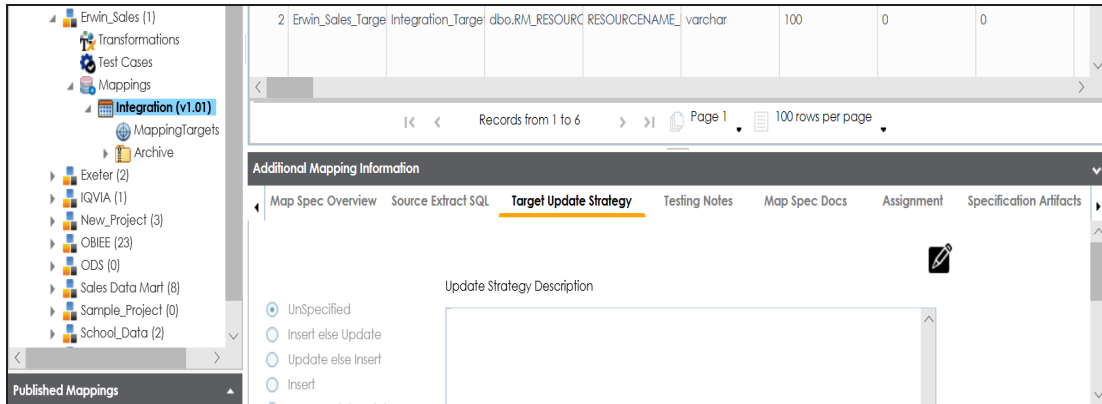 Erwin_Sales (1)
Transformations
Test Cases
Mappings
Integration (v1.01)
MappingTargets
Archive
Exeter (2)
IQVIA (1)
New_Project (3)
OBIEE (23)
ODS (0)
Sales Data Mart (8)
Sample_Project (0)
School_Data (2)
Published Mappings
2 Erwin_Sales_Targe Integration_Target dbo.RM_RESOURC RESOURCENAME_ varchar 100 0 0
Records from 1 to 6 Page 1 100 rows per page
Additional Mapping Information
Map Spec Overview Source Extract SQL Target Update Strategy Testing Notes Map Spec Docs Assignment Specification Artifacts
Update Strategy Description
UnSpecified
Insert else Update
Update else Insert
Insert